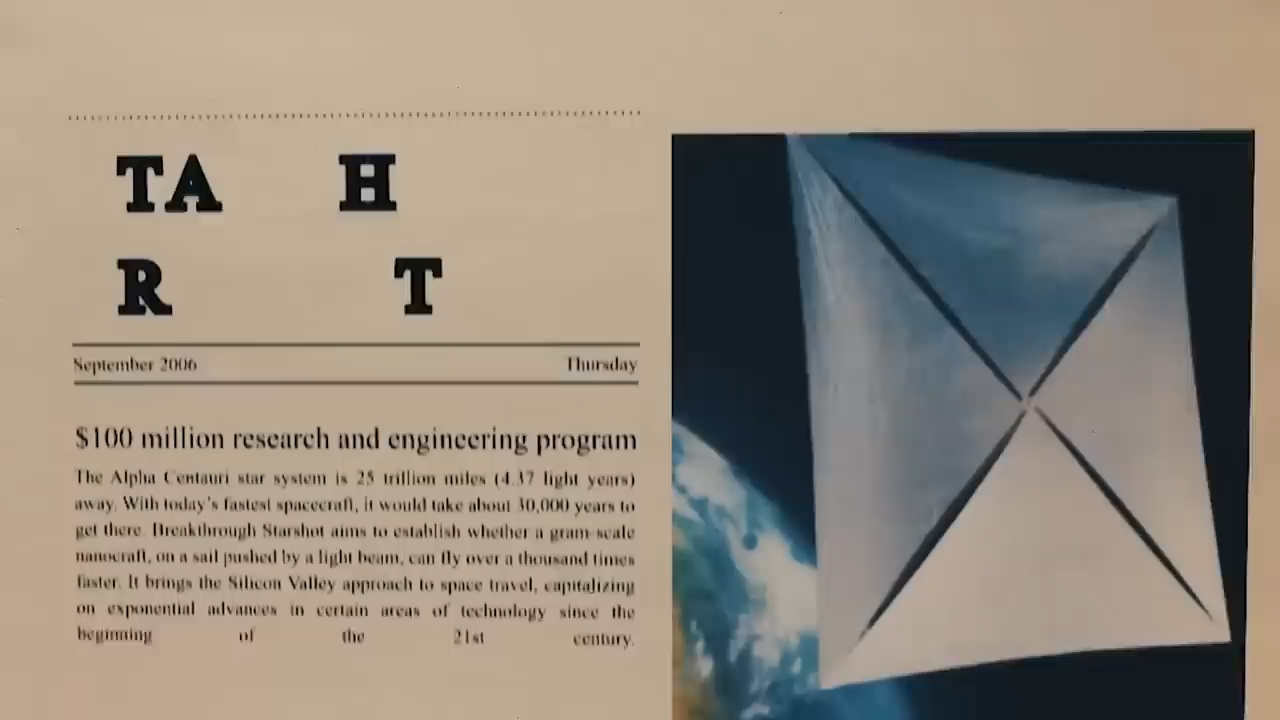 TA H
R T
September 2006 Thursday
$100 million research and engineering program
The Alpha Centauri star system is 25 trillion miles (4.37 light years)
away. With today's fastest spacecraft, it would take about 30,000 years to
get there. Breakthrough Starshot aims to establish whether a gram-scale
nanocraft, on a sail pushed by a light beam, can fly over a thousand times
faster. It brings the Silicon Valley approach to space travel, capitalizing
on exponential advances in certain areas of technology since the
beginning of the 21st century.